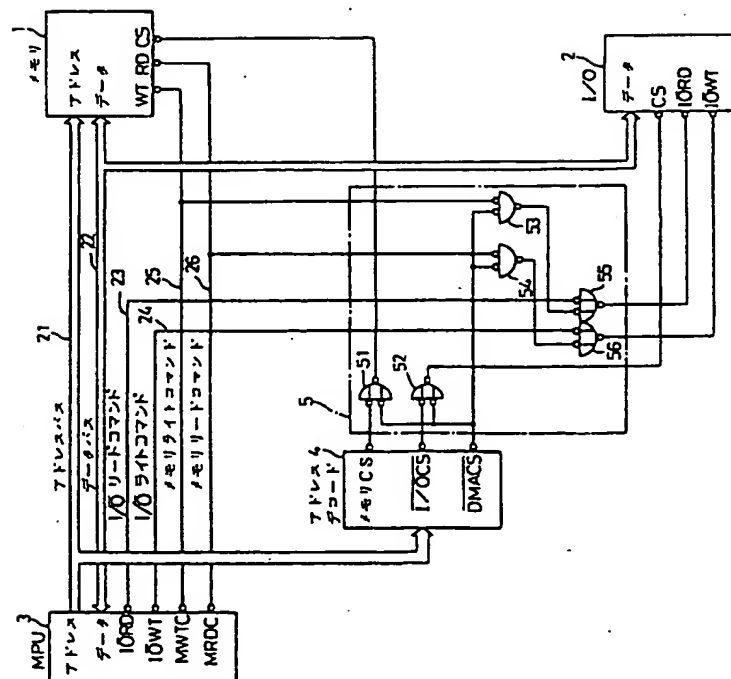 メモリ 1
アドレス
データ
WT RD CS
21
アドレスバス
データバス
22
I/O リードコマンド
23
I/O ライトコマンド
24
メモリライトコマンド
25
メモリリードコマンド
26
MPU 3
アドレス
データ
IORD
IOWT
MWTC
MRDC
アドレス 4
デコード
メモリCS
I/OCS
DMACS
5
51
52
53
54
55
56
I/O 2
データ
CS
IORD
IOWT